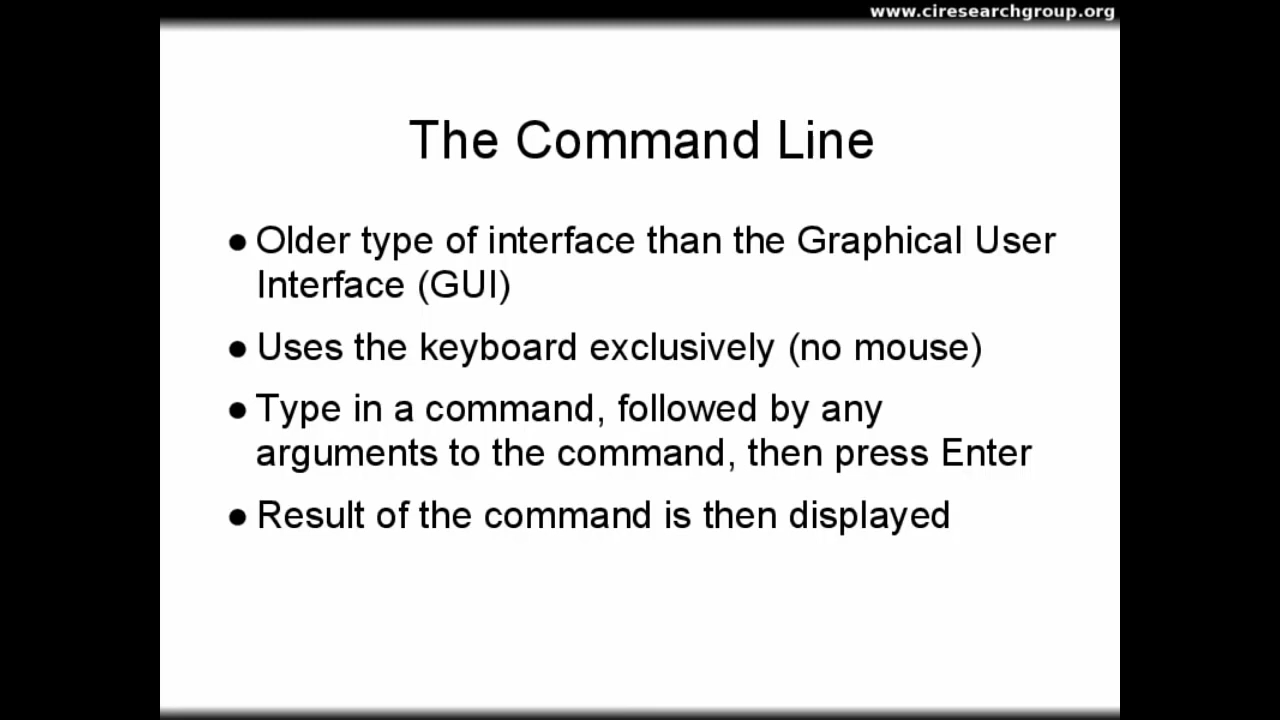 www.ciresearchgroup.org
The Command Line
● Older type of interface than the Graphical User
Interface (GUI)
● Uses the keyboard exclusively (no mouse)
● Type in a command, followed by any
arguments to the command, then press Enter
● Result of the command is then displayed